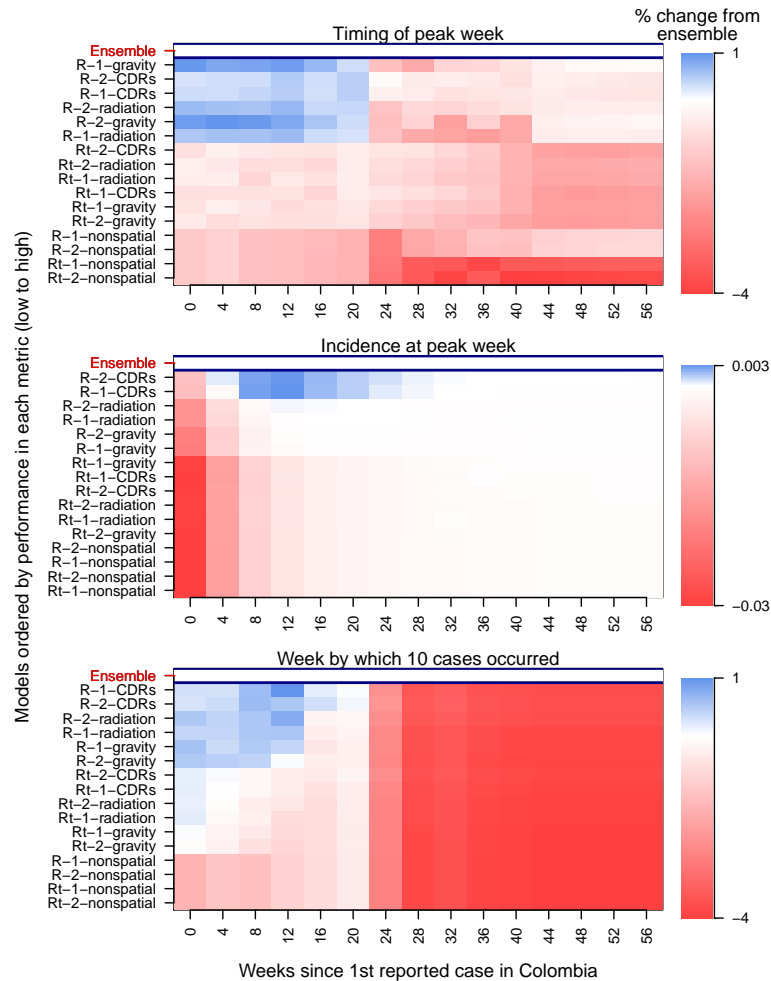 % change from
ensemble
Timing of peak week
Ensemble
R−1−gravity
R−2−CDRs
R−1−CDRs
R−2−radiation
R−2−gravity
R−1−radiation
Rt−2−CDRs
Rt−2−radiation
Rt−1−radiation
Rt−1−CDRs
Rt−1−gravity
Rt−2−gravity
R−1−nonspatial
R−2−nonspatial
Rt−1−nonspatial
Rt−2−nonspatial
0 4 8 12 16 20 24 28 32 36 40 44 48 52 56
1
−4
Incidence at peak week
Ensemble
R−2−CDRs
R−1−CDRs
R−2−radiation
R−1−radiation
R−2−gravity
R−1−gravity
Rt−1−gravity
Rt−1−CDRs
Rt−2−CDRs
Rt−2−radiation
Rt−1−radiation
Rt−2−gravity
R−2−nonspatial
R−1−nonspatial
Rt−2−nonspatial
Rt−1−nonspatial
0 4 8 12 16 20 24 28 32 36 40 44 48 52 56
0.003
−0.03
Models ordered by performance in each metric (low to high)
Week by which 10 cases occurred
Ensemble
R−1−CDRs
R−2−CDRs
R−2−radiation
R−1−radiation
R−1−gravity
R−2−gravity
Rt−2−CDRs
Rt−1−CDRs
Rt−2−radiation
Rt−1−radiation
Rt−1−gravity
Rt−2−gravity
R−1−nonspatial
R−2−nonspatial
Rt−1−nonspatial
Rt−2−nonspatial
0 4 8 12 16 20 24 28 32 36 40 44 48 52 56
1
−4
Weeks since 1st reported case in Colombia